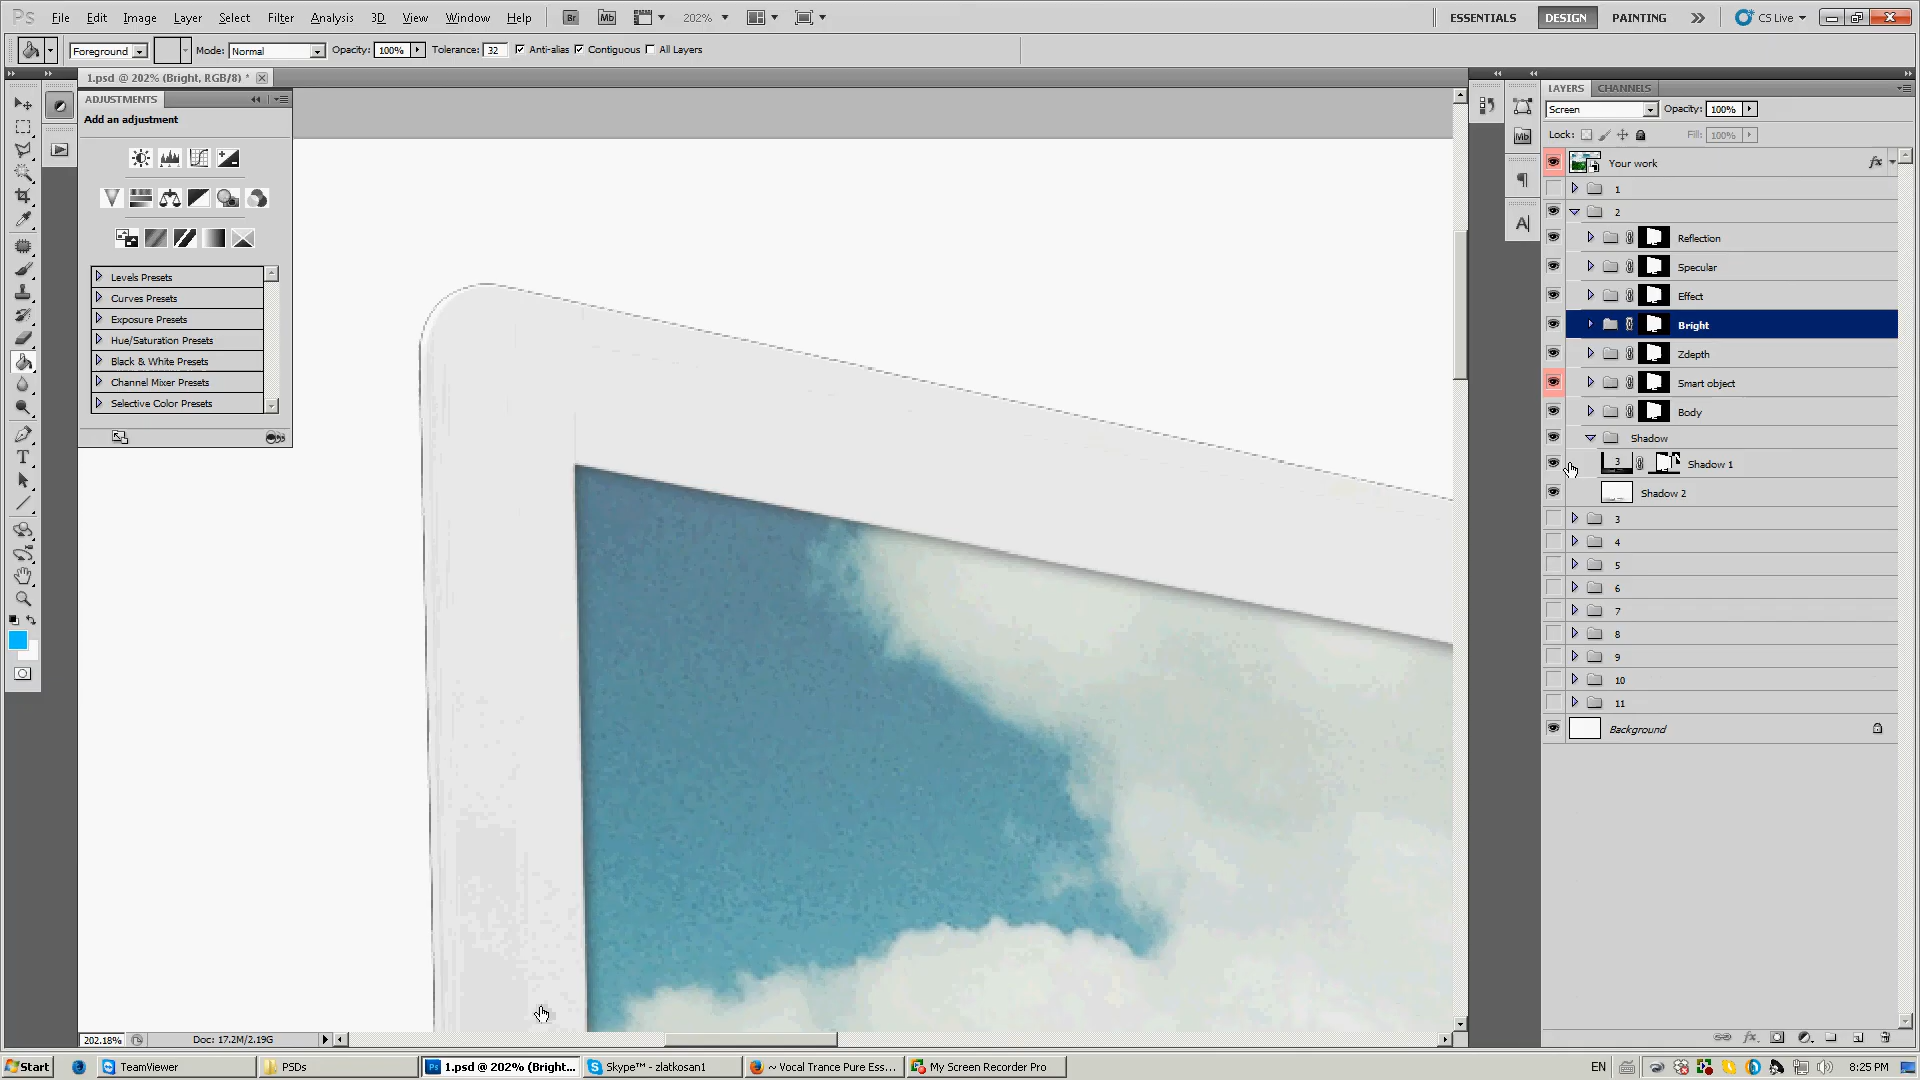 Ps File Edit Image Layer Select Filter Analysis 3D View Window Help Br Mb 202% ESSENTIALS DESIGN PAINTING CS Live
Foreground Mode: Normal Opacity: 100% Tolerance: 32 Anti-alias Contiguous All Layers
1.psd @ 202% (Bright, RGB/8) *
ADJUSTMENTS
Add an adjustment
Levels Presets
Curves Presets
Exposure Presets
Hue/Saturation Presets
Black & White Presets
Channel Mixer Presets
Selective Color Presets
LAYERS CHANNELS
Screen Opacity: 100%
Lock: Fill: 100%
Mb
Your work fx
1
2
Reflection
Specular
Effect
Bright
Zdepth
Smart object
Body
Shadow
3 Shadow 1
Shadow 2
3
4
5
6
7
8
9
10
11
Background
202.18% Doc: 17.2M/2.19G
Start TeamViewer PSDs 1.psd @ 202% (Bright... Skype™ - zlatkosan1 ~ Vocal Trance Pure Ess... My Screen Recorder Pro EN 8:25 PM